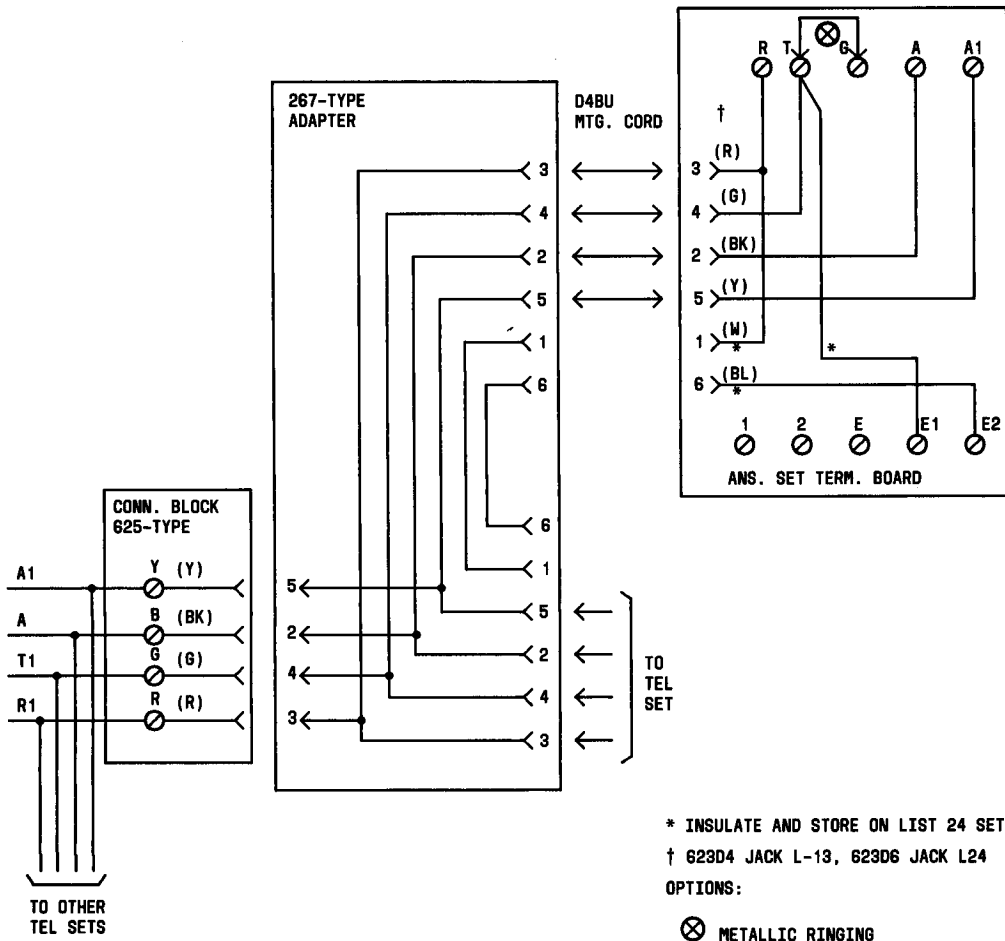 267-TYPE
ADAPTER
D4BU
MTG. CORD
R T G A A1
†
3 (R)
4 (G)
2 (BK)
5 (Y)
1 (W)
*
*
6 (BL)
*
1 2 E E1 E2
ANS. SET TERM. BOARD
3
4
2
5
1
6
6
1
5
2
4
3
5
2
4
3
TO
TEL
SET
CONN. BLOCK
625-TYPE
A1 Y (Y)
A B (BK)
T1 G (G)
R1 R (R)
TO OTHER
TEL SETS
* INSULATE AND STORE ON LIST 24 SET
† 623D4 JACK L-13, 623D6 JACK L24
OPTIONS:
METALLIC RINGING